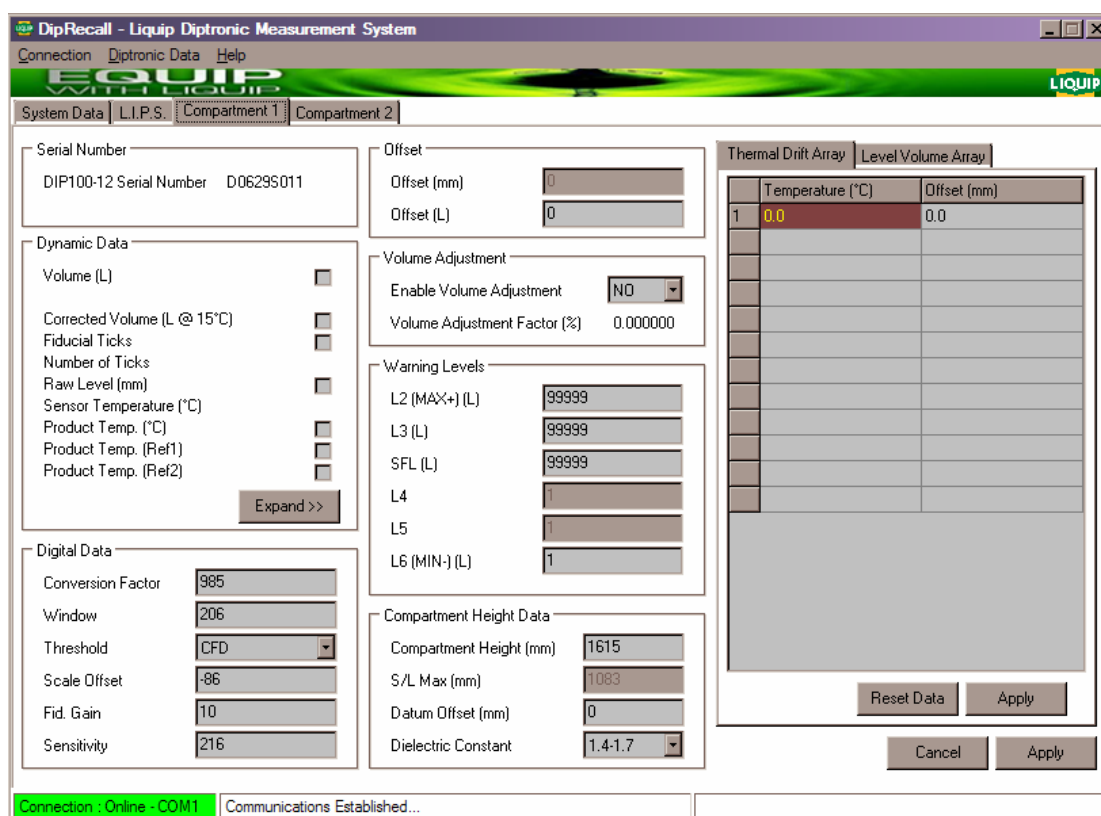 DipRecall - Liquip Diptronic Measurement System
Connection Diptronic Data Help
EQUIP
WITH LIQUIP
LIQUIP
System Data L.I.P.S. Compartment 1 Compartment 2
Serial Number
DIP100-12 Serial Number D0629S011
Dynamic Data
Volume (L)
Corrected Volume (L @ 15°C)
Fiducial Ticks
Number of Ticks
Raw Level (mm)
Sensor Temperature (°C)
Product Temp. (°C)
Product Temp. (Ref1)
Product Temp. (Ref2)
Expand >>
Digital Data
Conversion Factor 985
Window 206
Threshold CFD
Scale Offset -86
Fid. Gain 10
Sensitivity 216
Offset
Offset (mm) 0
Offset (L) 0
Volume Adjustment
Enable Volume Adjustment NO
Volume Adjustment Factor (%) 0.000000
Warning Levels
L2 (MAX+) (L) 99999
L3 (L) 99999
SFL (L) 99999
L4 1
L5 1
L6 (MIN-) (L) 1
Compartment Height Data
Compartment Height (mm) 1615
S/L Max (mm) 1083
Datum Offset (mm) 0
Dielectric Constant 1.4-1.7
Thermal Drift Array Level Volume Array
Temperature (°C) Offset (mm)
1 0.0 0.0
Reset Data Apply
Cancel Apply
Connection : Online - COM1 Communications Established...